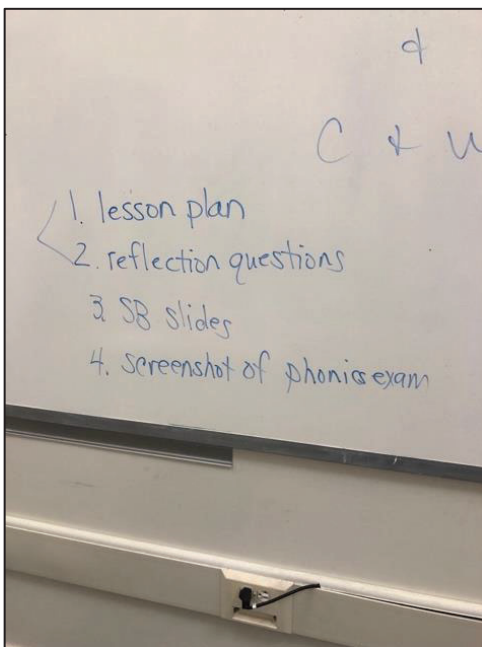 d
C + u
1. lesson plan
2. reflection questions
3. SB slides
4. screenshot of phonics exam